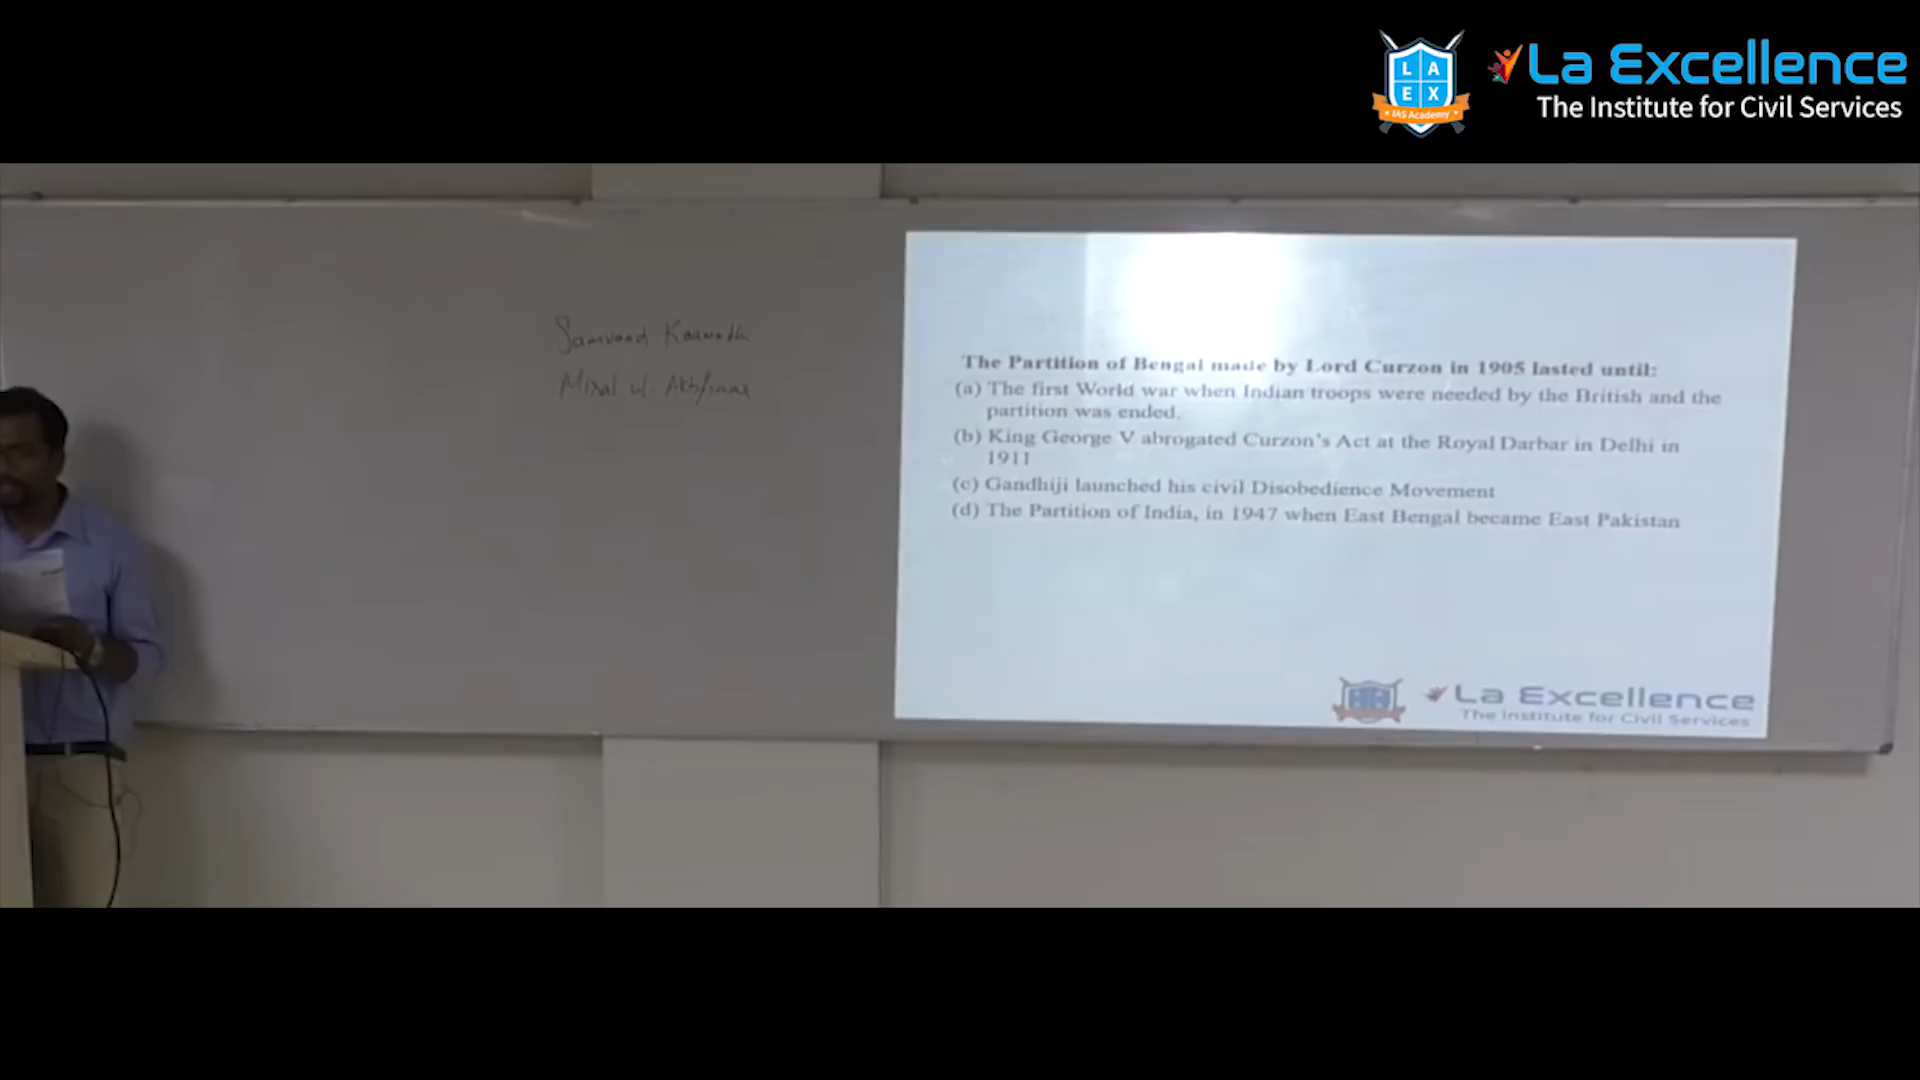 L A
E X
IAS Academy
La Excellence
The Institute for Civil Services
Samvaad Kaumudi
Mirat ul Akhbaar
The Partition of Bengal made by Lord Curzon in 1905 lasted until:
(a) The first World war when Indian troops were needed by the British and the
partition was ended.
(b) King George V abrogated Curzon's Act at the Royal Darbar in Delhi in
1911
(c) Gandhiji launched his civil Disobedience Movement
(d) The Partition of India, in 1947 when East Bengal became East Pakistan
La Excellence
The Institute for Civil Services